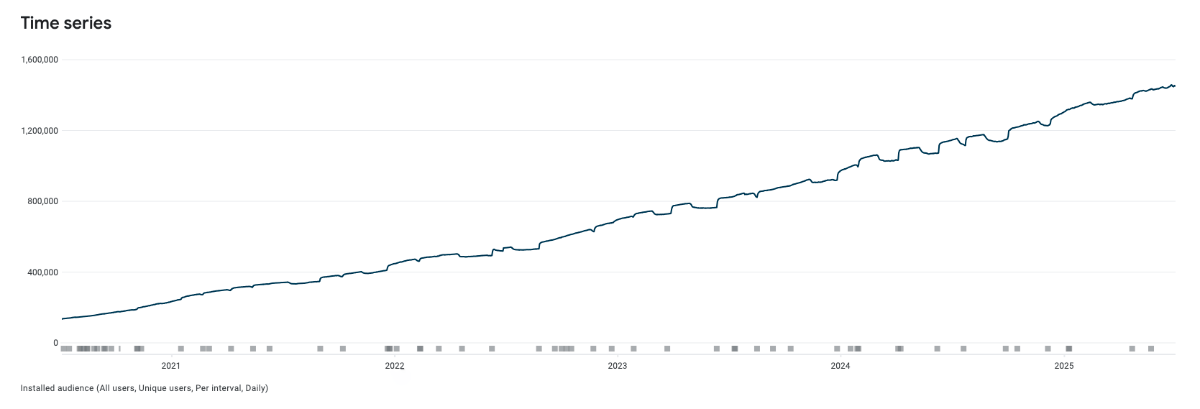 Time series
1,600,000
1,200,000
800,000
400,000
0
2021 2022 2023 2024 2025
Installed audience (All users, Unique users, Per interval, Daily)